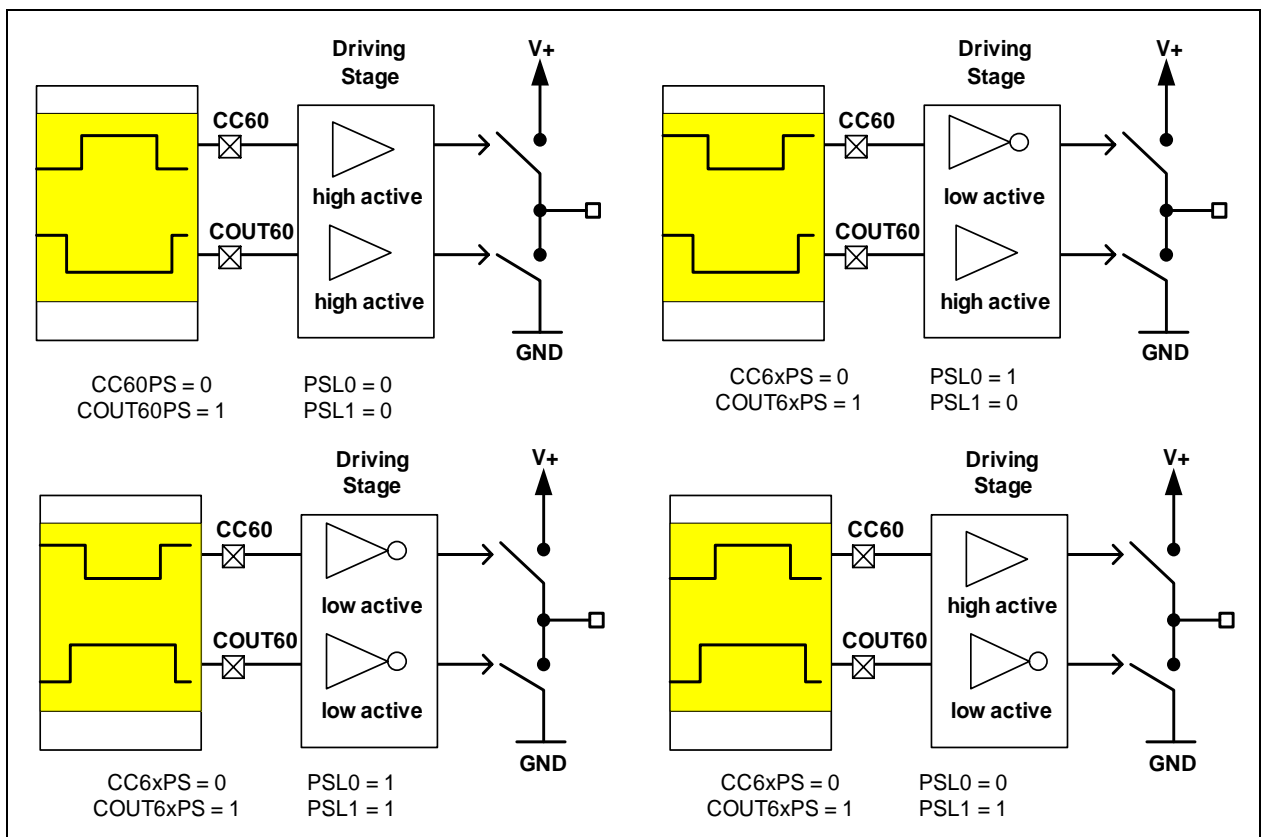 Driving
Stage
V+
CC60
high active
COUT60
high active
GND
CC60PS = 0 PSL0 = 0
COUT60PS = 1 PSL1 = 0
Driving
Stage
V+
CC60
low active
COUT60
high active
GND
CC6xPS = 0 PSL0 = 1
COUT6xPS = 1 PSL1 = 0
Driving
Stage
V+
CC60
low active
COUT60
low active
GND
CC6xPS = 0 PSL0 = 1
COUT6xPS = 1 PSL1 = 1
Driving
Stage
V+
CC60
high active
COUT60
low active
GND
CC6xPS = 0 PSL0 = 0
COUT6xPS = 1 PSL1 = 1